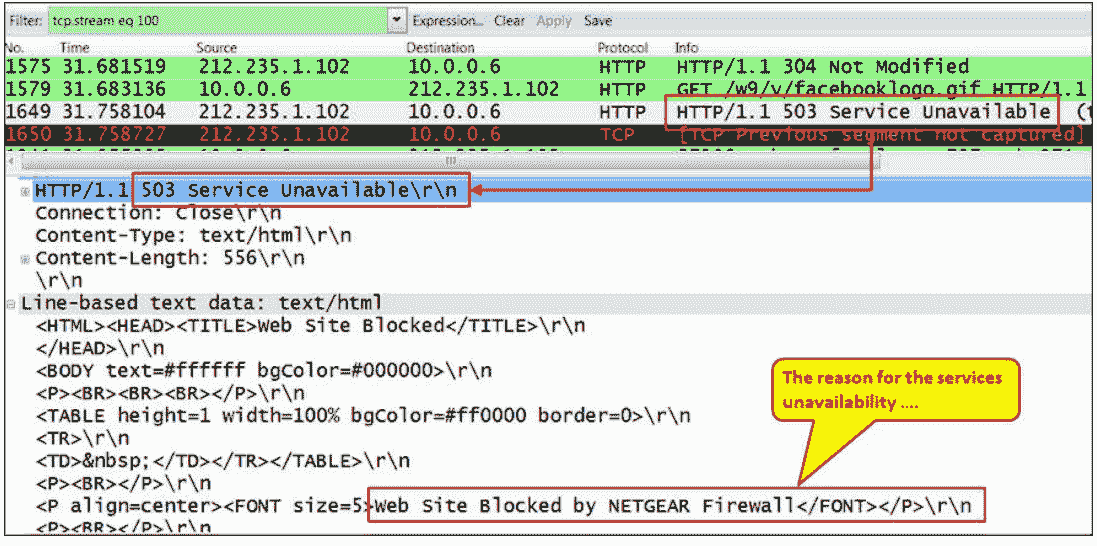 Filter: tcp.stream eq 100 Expression... Clear Apply Save
No. Time Source Destination Protocol Info
1575 31.681519 212.235.1.102 10.0.0.6 HTTP HTTP/1.1 304 Not Modified
1579 31.683136 10.0.0.6 212.235.1.102 HTTP GET /w9/v/facebooklogo.gif HTTP/1.1
1649 31.758104 212.235.1.102 10.0.0.6 HTTP HTTP/1.1 503 Service Unavailable (t
1650 31.758727 212.235.1.102 10.0.0.6 TCP [TCP Previous segment not captured]
HTTP/1.1 503 Service Unavailable\r\n
Connection: Close\r\n
Content-Type: text/html\r\n
Content-Length: 556\r\n
\r\n
Line-based text data: text/html
<HTML><HEAD><TITLE>Web Site Blocked</TITLE>\r\n
</HEAD>\r\n
<BODY text=#ffffff bgColor=#000000>\r\n
<P><BR><BR><BR></P>\r\n
<TABLE height=1 width=100% bgColor=#ff0000 border=0>\r\n
<TR>\r\n
<TD>&nbsp;</TD></TR></TABLE>\r\n
<P><BR></P>\r\n
<P align=center><FONT size=5>Web Site Blocked by NETGEAR Firewall</FONT></P>\r\n
<P><BR></P>\r\n
The reason for the services
unavailability ....